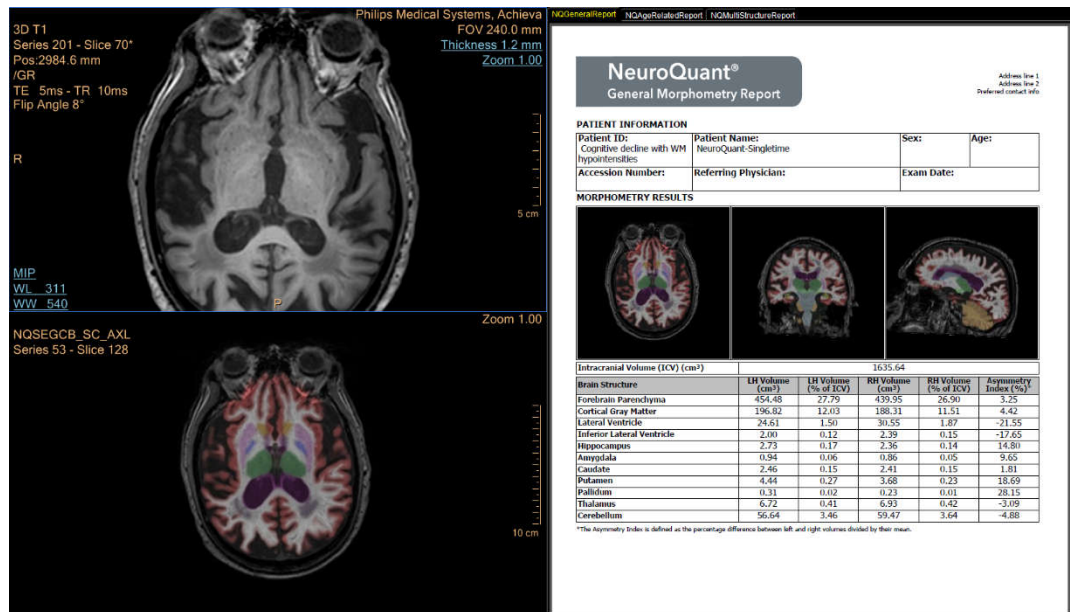 3D T1
Series 201 - Slice 70*
Pos:2984.6 mm
/GR
TE 5ms - TR 10ms
Flip Angle 8°
Philips Medical Systems, Achieva
FOV 240.0 mm
Thickness 1.2 mm
Zoom 1.00
R
5 cm
MIP
WL 311
WW 540
P
NQSEGCB_SC_AXL
Series 53 - Slice 128
Zoom 1.00
10 cm
NQGeneralReport NQAgeRelatedReport NQMultiStructureReport
NeuroQuant®
General Morphometry Report
Address line 1
Address line 2
Preferred contact info
PATIENT INFORMATION
Patient ID: Patient Name: Sex: Age:
Cognitive decline with WM NeuroQuant-Singletime
hypointensities
Accession Number: Referring Physician: Exam Date:
MORPHOMETRY RESULTS
Intracranial Volume (ICV) (cm³) 1635.64
Brain Structure LH Volume (cm³) LH Volume (% of ICV) RH Volume (cm³) RH Volume (% of ICV) Asymmetry Index (%)*
Forebrain Parenchyma 454.48 27.79 439.95 26.90 3.25
Cortical Gray Matter 196.82 12.03 188.31 11.51 4.42
Lateral Ventricle 24.61 1.50 30.55 1.87 -21.55
Inferior Lateral Ventricle 2.00 0.12 2.39 0.15 -17.65
Hippocampus 2.73 0.17 2.36 0.14 14.80
Amygdala 0.94 0.06 0.86 0.05 9.65
Caudate 2.46 0.15 2.41 0.15 1.81
Putamen 4.44 0.27 3.68 0.23 18.69
Pallidum 0.31 0.02 0.23 0.01 28.15
Thalamus 6.72 0.41 6.93 0.42 -3.09
Cerebellum 56.64 3.46 59.47 3.64 -4.88
*The Asymmetry Index is defined as the percentage difference between left and right volumes divided by their mean.